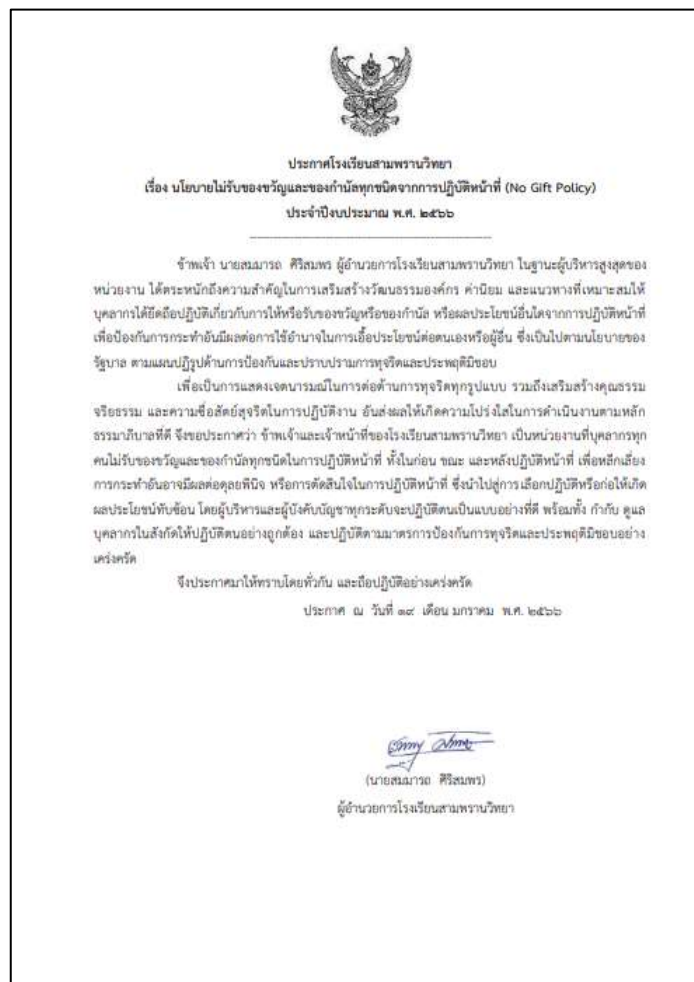 ประกาศโรงเรียนสามพรานวิทยา
เรื่อง นโยบายไม่รับของขวัญและของกำนัลทุกชนิดจากการปฏิบัติหน้าที่ (No Gift Policy)
ประจำปีงบประมาณ พ.ศ. ๒๕๖๖
ข้าพเจ้า นายสมมารถ ศิริสมพร ผู้อำนวยการโรงเรียนสามพรานวิทยา ในฐานะผู้บริหารสูงสุดของ
หน่วยงาน ได้ตระหนักถึงความสำคัญในการเสริมสร้างวัฒนธรรมองค์กร ค่านิยม และแนวทางที่เหมาะสมให้
บุคลากรได้ยึดถือปฏิบัติเกี่ยวกับการให้หรือรับของขวัญหรือของกำนัล หรือผลประโยชน์อื่นใดจากการปฏิบัติหน้าที่
เพื่อป้องกันการกระทำอันมีผลต่อการใช้อำนาจในการเอื้อประโยชน์ต่อตนเองหรือผู้อื่น ซึ่งเป็นไปตามนโยบายของ
รัฐบาล ตามแผนปฏิรูปด้านการป้องกันและปราบปรามการทุจริตและประพฤติมิชอบ
เพื่อเป็นการแสดงเจตนารมณ์ในการต่อต้านการทุจริตทุกรูปแบบ รวมถึงเสริมสร้างคุณธรรม
จริยธรรม และความซื่อสัตย์สุจริตในการปฏิบัติงาน อันส่งผลให้เกิดความโปร่งใสในการดำเนินงานตามหลัก
ธรรมาภิบาลที่ดี จึงขอประกาศว่า ข้าพเจ้าและเจ้าหน้าที่ของโรงเรียนสามพรานวิทยา เป็นหน่วยงานที่บุคลากรทุก
คนไม่รับของขวัญและของกำนัลทุกชนิดในการปฏิบัติหน้าที่ ทั้งในก่อน ขณะ และหลังปฏิบัติหน้าที่ เพื่อหลีกเลี่ยง
การกระทำอันอาจมีผลต่อดุลยพินิจ หรือการตัดสินใจในการปฏิบัติหน้าที่ ซึ่งนำไปสู่การเลือกปฏิบัติหรือก่อให้เกิด
ผลประโยชน์ทับซ้อน โดยผู้บริหารและผู้บังคับบัญชาทุกระดับจะปฏิบัติตนเป็นแบบอย่างที่ดี พร้อมทั้ง กำกับ ดูแล
บุคลากรในสังกัดให้ปฏิบัติตนอย่างถูกต้อง และปฏิบัติตามมาตรการป้องกันการทุจริตและประพฤติมิชอบอย่าง
เคร่งครัด
จึงประกาศมาให้ทราบโดยทั่วกัน และถือปฏิบัติอย่างเคร่งครัด
ประกาศ ณ วันที่ ๑๙ เดือน มกราคม พ.ศ. ๒๕๖๖
(นายสมมารถ ศิริสมพร)
ผู้อำนวยการโรงเรียนสามพรานวิทยา